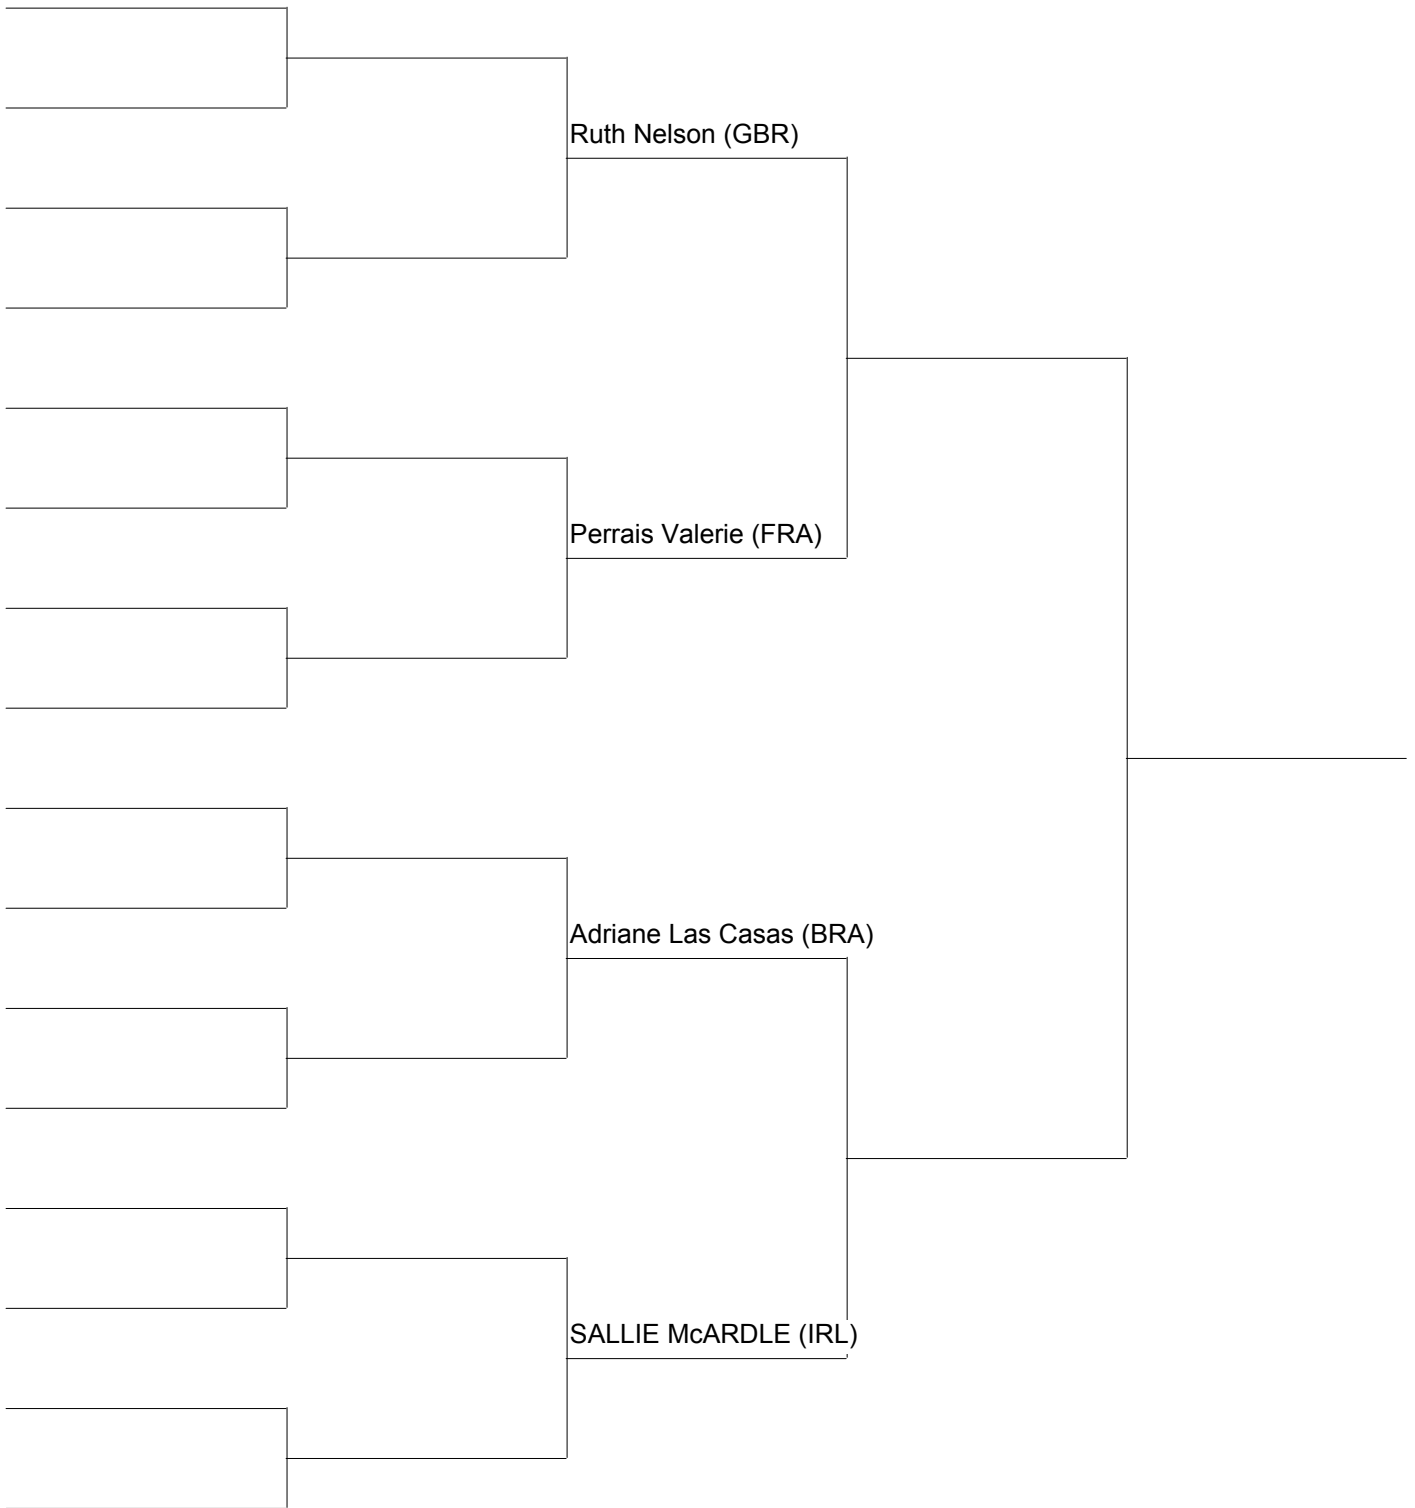 Ruth Nelson (GBR)
Perrais Valerie (FRA)
Adriane Las Casas (BRA)
SALLIE McARDLE (IRL)